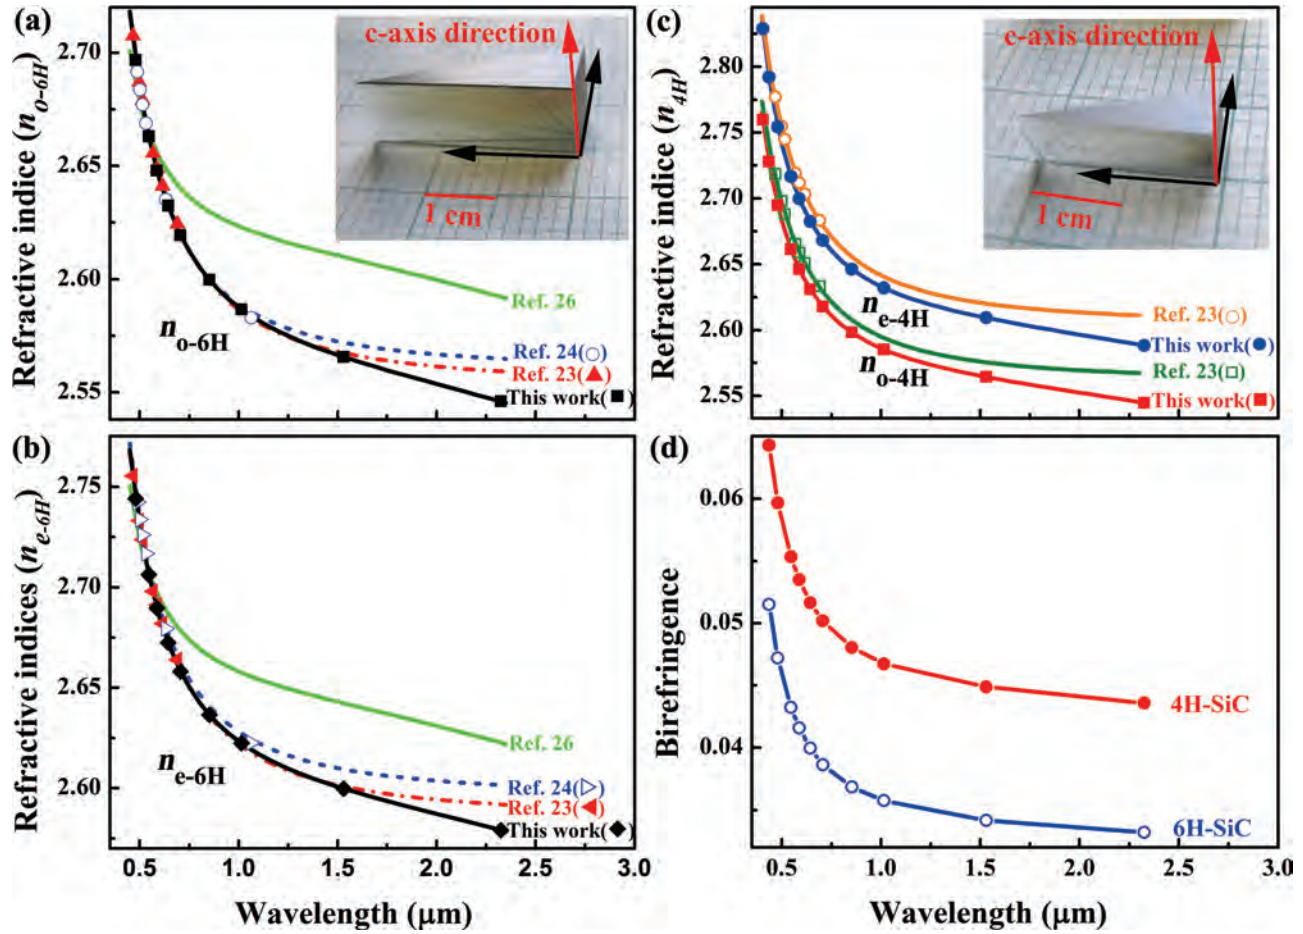 (a)
Refractive indice (n_o-6H)
2.70
2.65
2.60
2.55
c-axis direction
1 cm
n_o-6H
Ref. 26
Ref. 24(○)
Ref. 23(▲)
This work(■)
(c)
Refractive indice (n_4H)
2.80
2.75
2.70
2.65
2.60
2.55
c-axis direction
1 cm
n_e-4H
n_o-4H
Ref. 23(○)
This work(●)
Ref. 23(□)
This work(■)
(b)
Refractive indices (n_e-6H)
2.75
2.70
2.65
2.60
n_e-6H
Ref. 26
Ref. 24(▷)
Ref. 23(◀)
This work(◆)
0.5 1.0 1.5 2.0 2.5 3.0
Wavelength (μm)
(d)
Birefringence
0.06
0.05
0.04
4H-SiC
6H-SiC
0.5 1.0 1.5 2.0 2.5 3.0
Wavelength (μm)